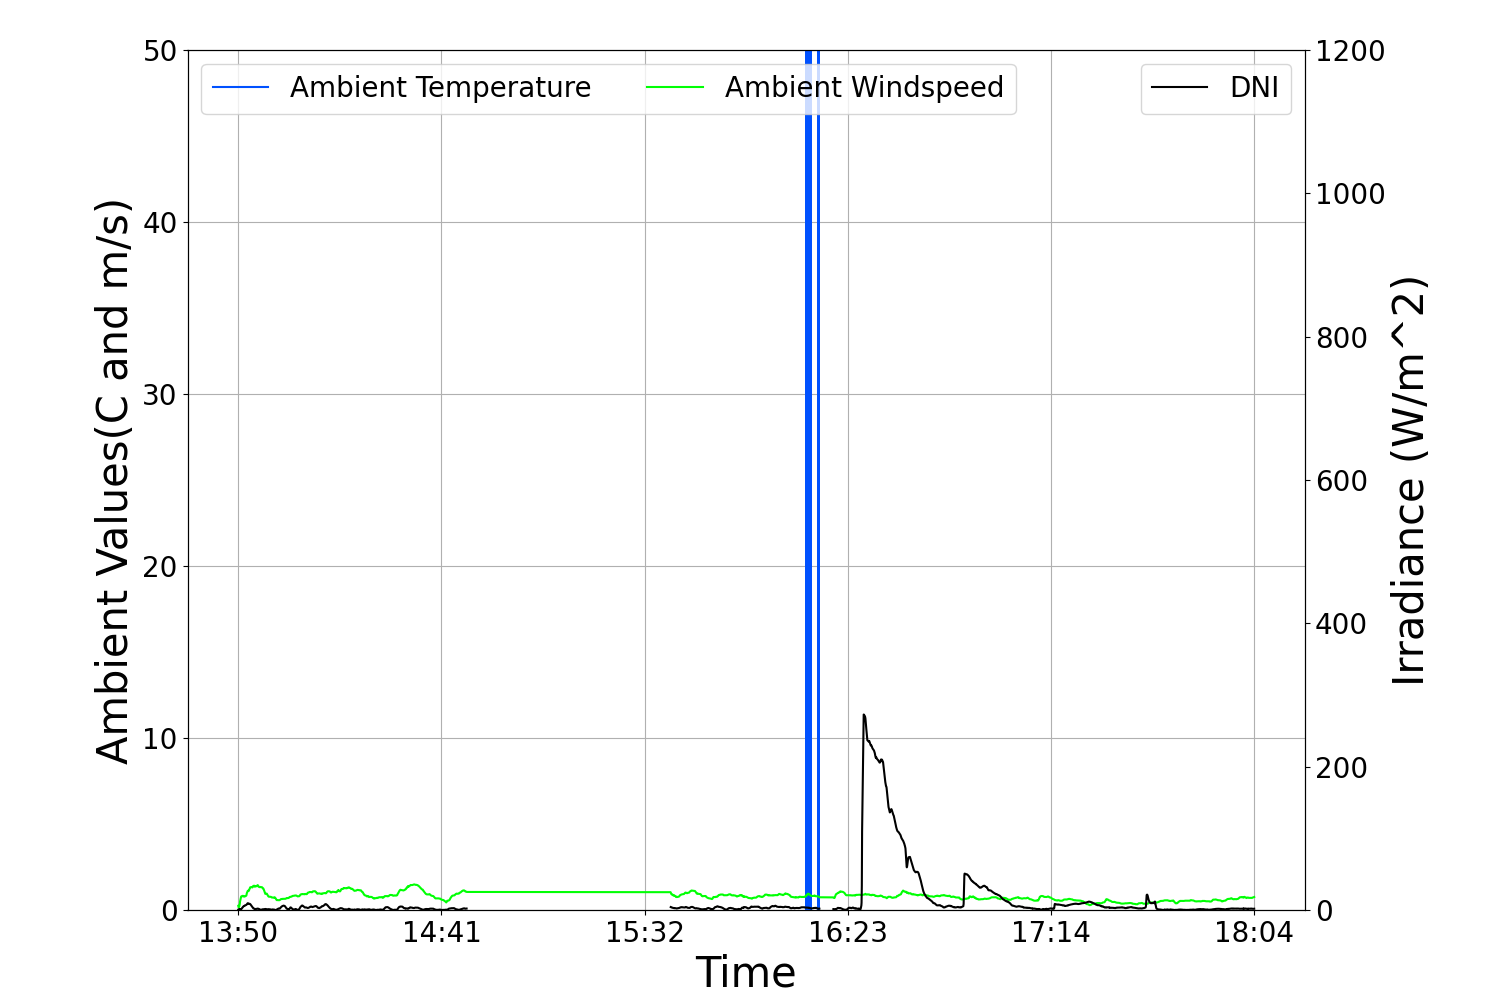 Ambient Temperature
Ambient Windspeed
DNI
Ambient Values(C and m/s)
50
40
30
20
10
0
1200
1000
800
600
400
200
0
Irradiance (W/m^2)
13:50 14:41 15:32 16:23 17:14 18:04
Time